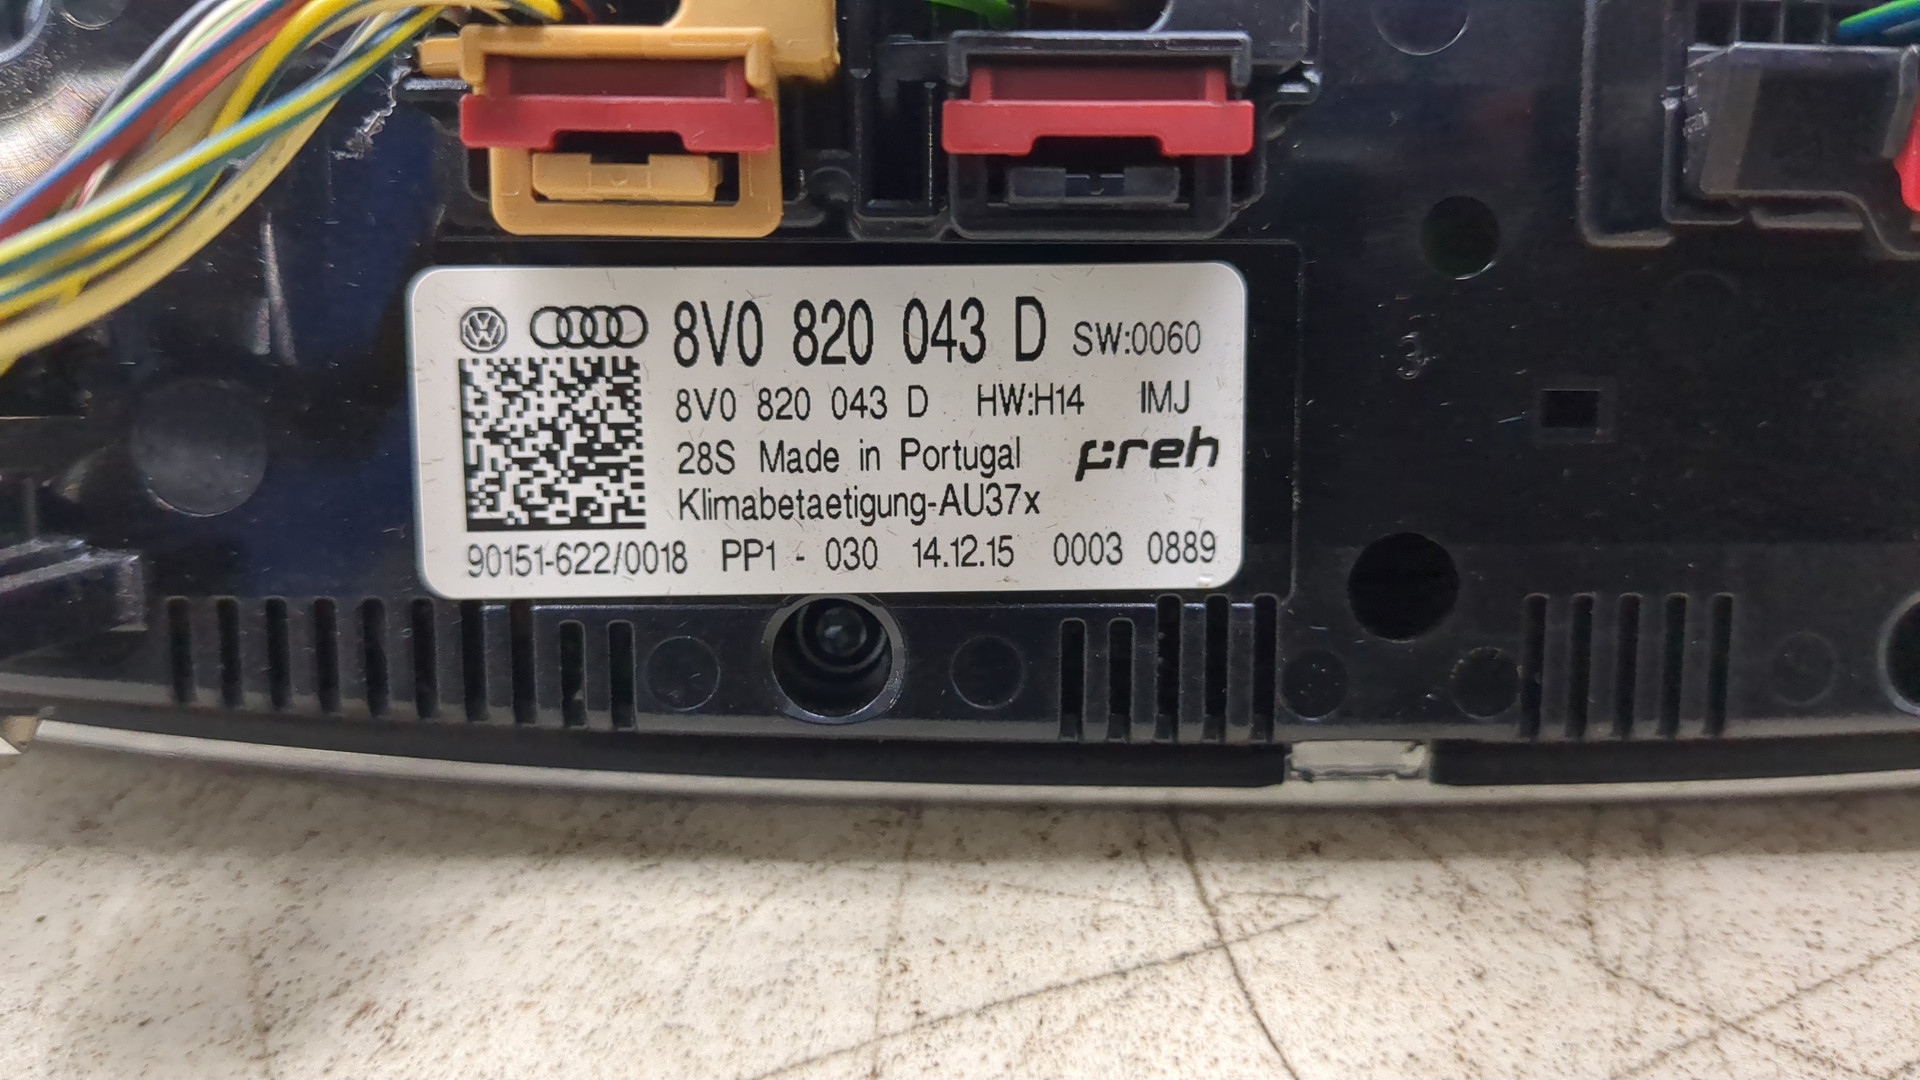 8V0 820 043 D SW:0060
8V0 820 043 D HW:H14 IMJ
28S Made in Portugal preh
Klimabetaetigung-AU37x
90151-622/0018 PP1 - 030 14.12.15 0003 0889
3